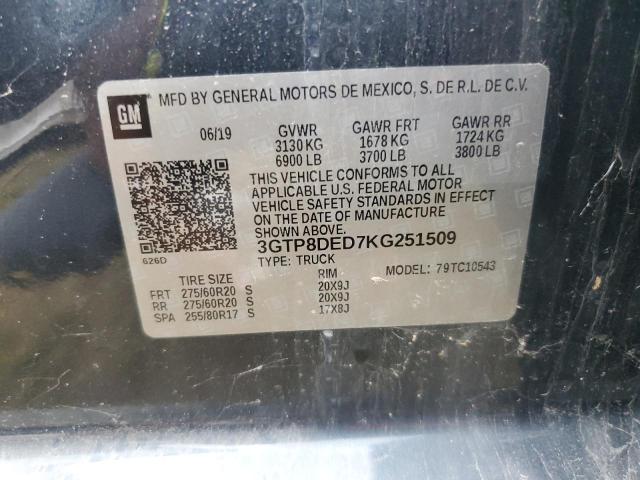 GM MFD BY GENERAL MOTORS DE MEXICO, S. DE R.L. DE C.V.
06/19 GVWR GAWR FRT GAWR RR
3130 KG 1678 KG 1724 KG
6900 LB 3700 LB 3800 LB
THIS VEHICLE CONFORMS TO ALL
APPLICABLE U.S. FEDERAL MOTOR
VEHICLE SAFETY STANDARDS IN EFFECT
ON THE DATE OF MANUFACTURE
SHOWN ABOVE.
626D 3GTP8DED7KG251509
TYPE: TRUCK MODEL: 79TC10543
TIRE SIZE RIM
FRT 275/60R20 S 20X9J
RR 275/60R20 S 20X9J
SPA 255/80R17 S 17X8J